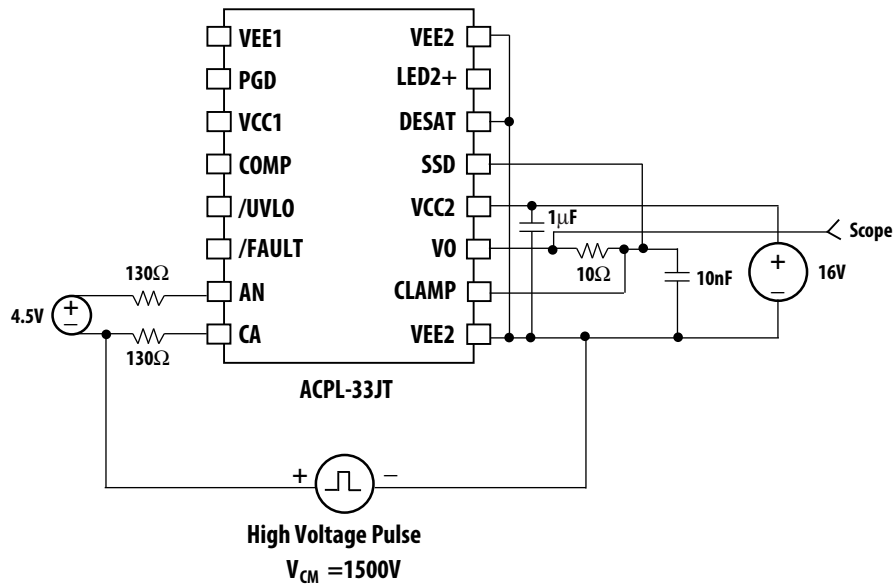 VEE1
PGD
VCC1
COMP
/UVLO
/FAULT
AN
CA
VEE2
LED2+
DESAT
SSD
VCC2
VO
CLAMP
VEE2
ACPL-33JT
130Ω
130Ω
4.5V
+
−
1μF
10Ω
10nF
Scope
+
−
16V
+
−
High Voltage Pulse
VCM =1500V